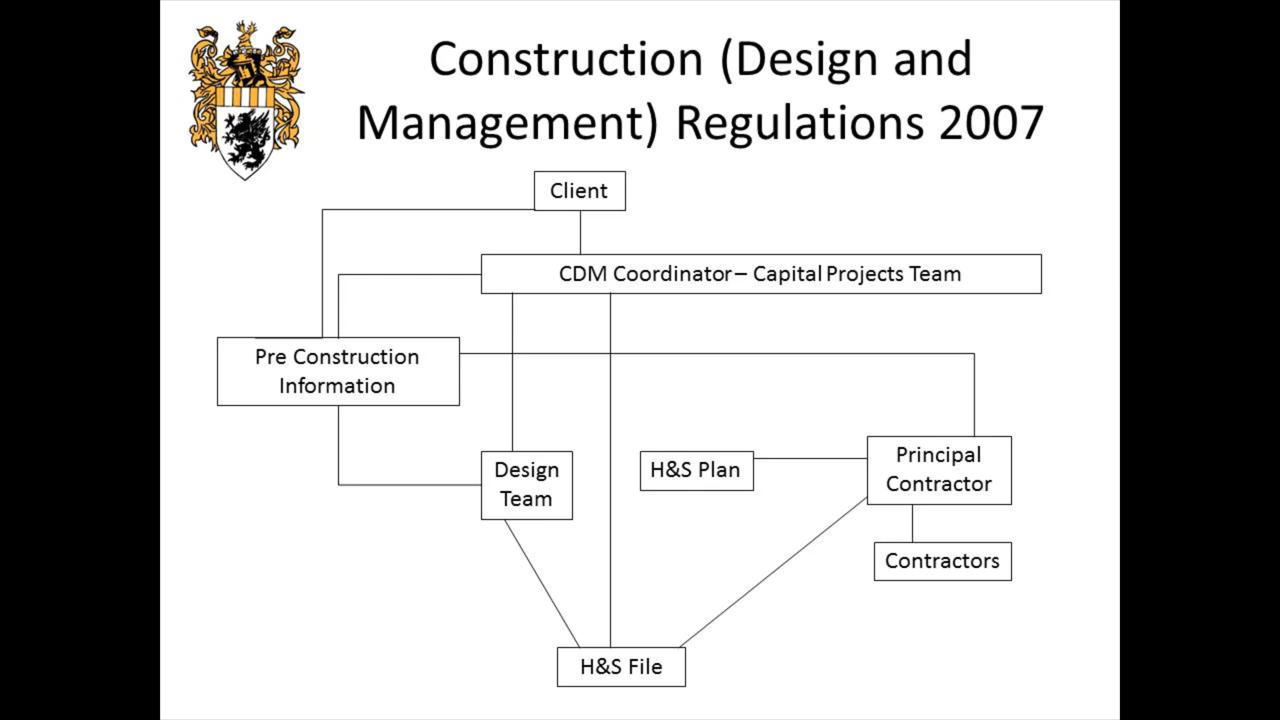 Construction (Design and
Management) Regulations 2007
Client
CDM Coordinator – Capital Projects Team
Pre Construction
Information
Design
Team
H&S Plan
Principal
Contractor
Contractors
H&S File